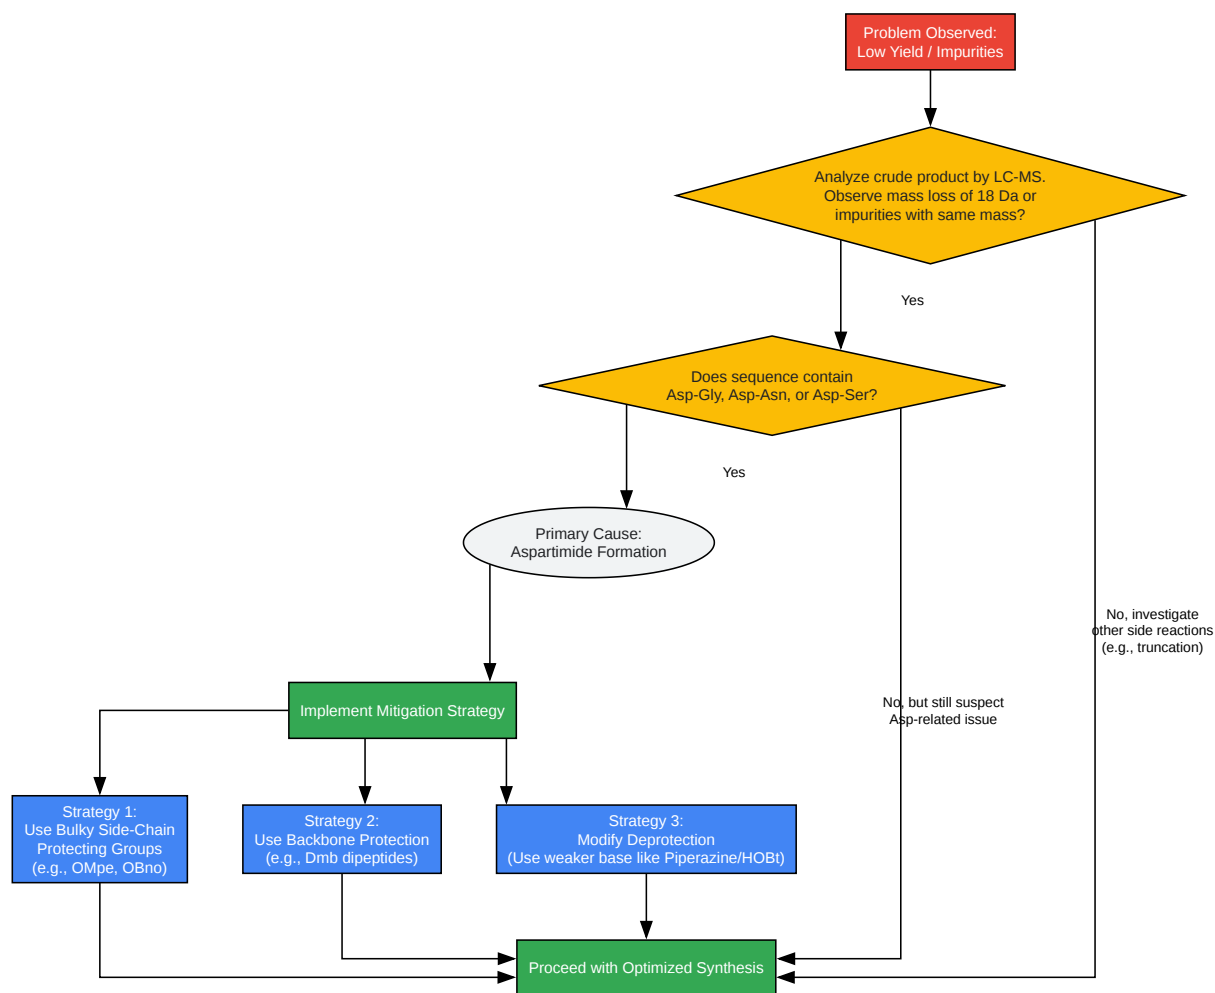 Problem Observed:
Low Yield / Impurities
Analyze crude product by LC-MS.
Observe mass loss of 18 Da or
impurities with same mass?
Yes
Does sequence contain
Asp-Gly, Asp-Asn, or Asp-Ser?
Yes
Primary Cause:
Aspartimide Formation
No, investigate
other side reactions
(e.g., truncation)
No, but still suspect
Asp-related issue
Implement Mitigation Strategy
Strategy 1:
Use Bulky Side-Chain
Protecting Groups
(e.g., OMpe, OBno)
Strategy 2:
Use Backbone Protection
(e.g., Dmb dipeptides)
Strategy 3:
Modify Deprotection
(Use weaker base like Piperazine/HOBt)
Proceed with Optimized Synthesis